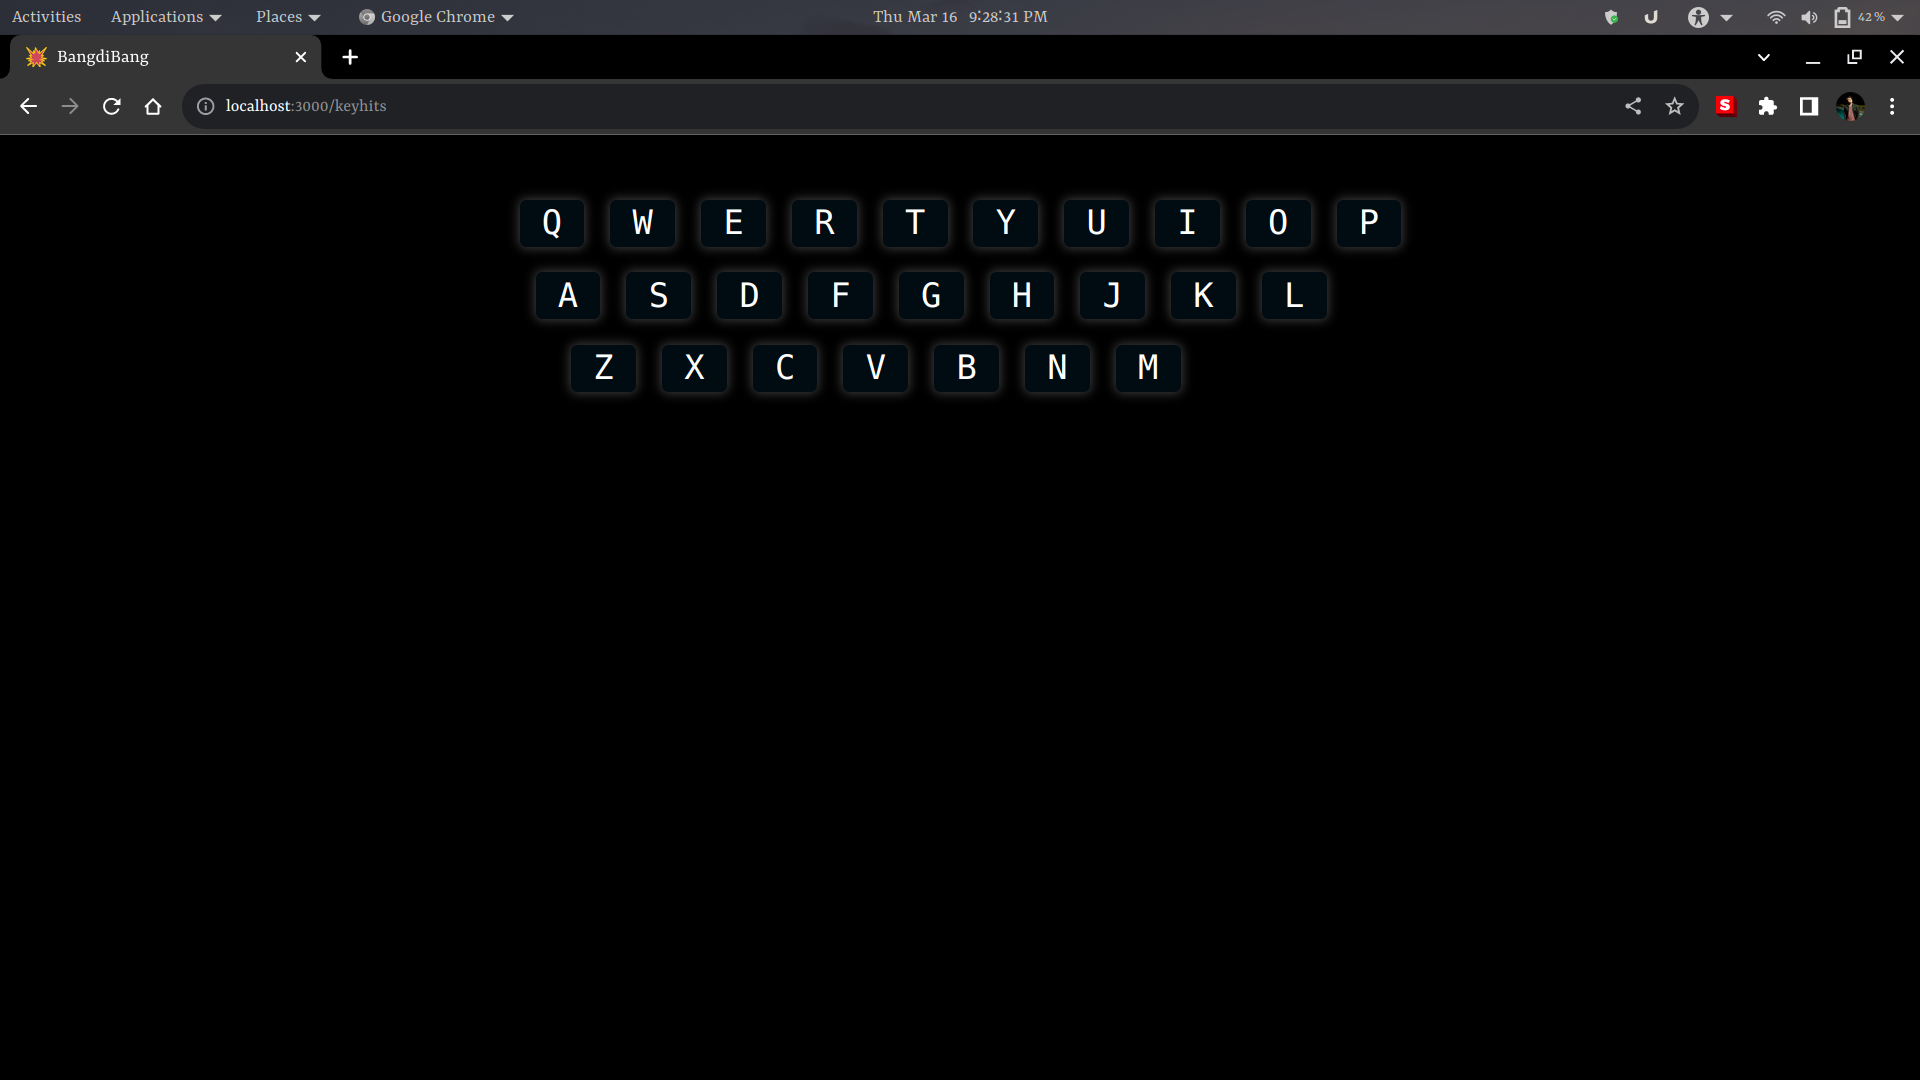 Activities Applications Places Google Chrome Thu Mar 16 9:28:31 PM 42 %
BangdiBang
localhost:3000/keyhits S
Q W E R T Y U I O P
A S D F G H J K L
Z X C V B N M